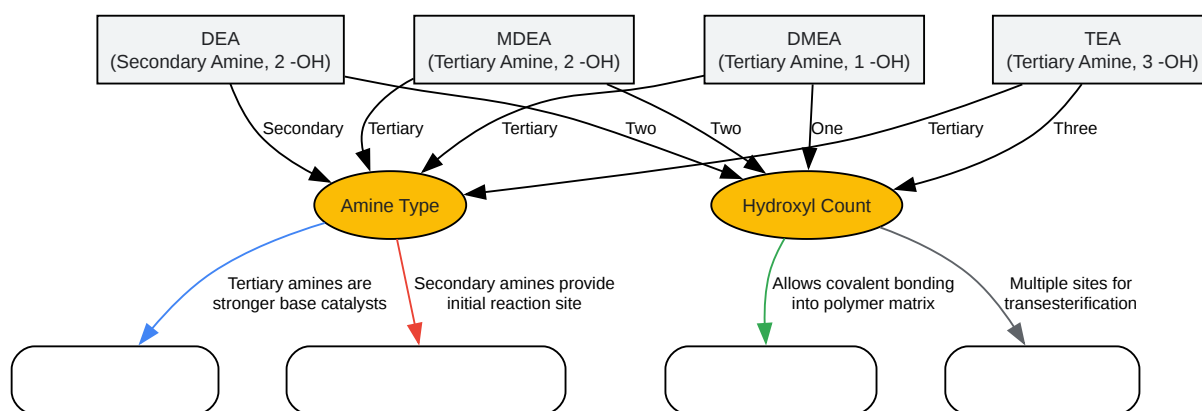 DEA
(Secondary Amine, 2 -OH)
MDEA
(Tertiary Amine, 2 -OH)
DMEA
(Tertiary Amine, 1 -OH)
TEA
(Tertiary Amine, 3 -OH)
Secondary
Tertiary
Tertiary
Two
Two
One
Tertiary
Three
Amine Type
Hydroxyl Count
Tertiary amines are
stronger base catalysts
Secondary amines provide
initial reaction site
Allows covalent bonding
into polymer matrix
Multiple sites for
transesterification